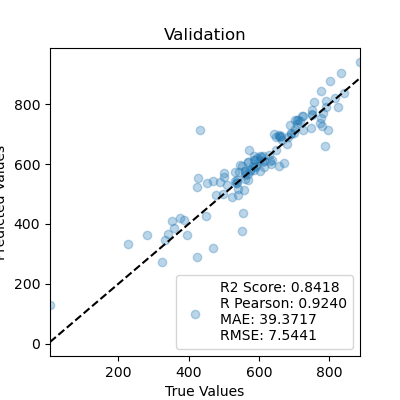 Validation
Predicted Values
800
600
400
200
0
R2 Score: 0.8418
R Pearson: 0.9240
MAE: 39.3717
RMSE: 7.5441
200
400
600
800
True Values